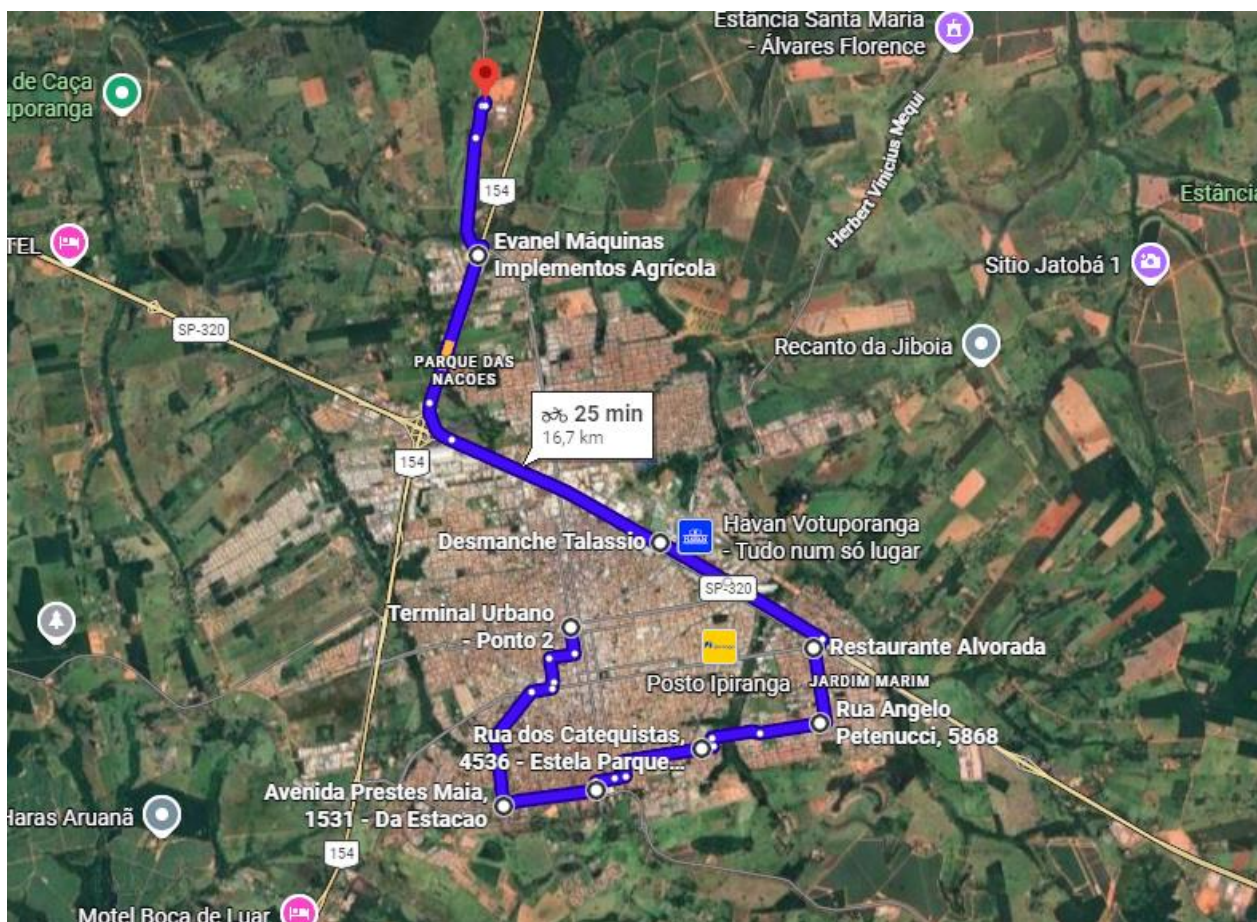 Estancia Santa Maria
- Álvares Florence
de Caça
uporanga
154
Herbert Vinicius Mequi
Estância
Evanel Máquinas
Implementos Agrícola
TEL
Sitio Jatobá 1
SP-320
Recanto da Jiboia
PARQUE DAS
NACOES
25 min
16,7 km
154
Havan Votuporanga
- Tudo num só lugar
Desmanche Talassio
SP-320
Terminal Urbano
- Ponto 2
Restaurante Alvorada
Posto Ipiranga
JARDIM MARIM
Rua Angelo
Petenucci, 5868
Rua dos Catequistas,
4536 - Estela Parque...
Avenida Prestes Maia,
1531 - Da Estacao
Haras Aruanã
154
Motel Boca de Luar